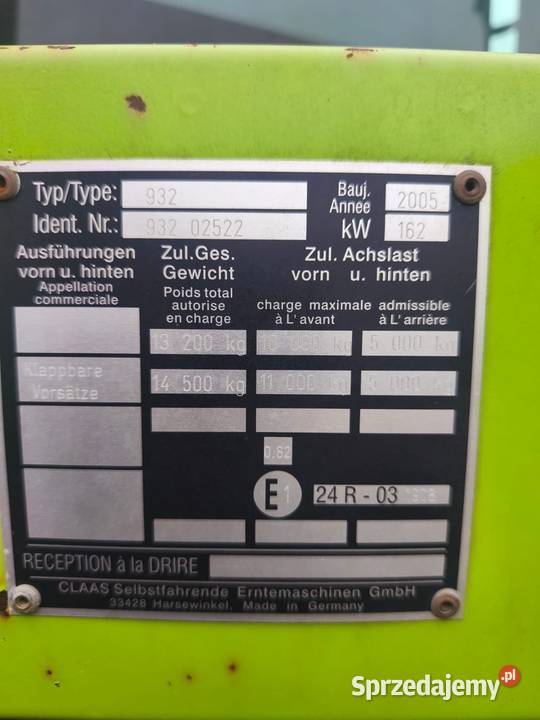 Typ/Type: 932 Bauj. Annee 2005
Ident. Nr.: 932 02522 kW 162
Ausführungen vorn u. hinten
Appellation commerciale
Zul.Ges. Gewicht
Poids total autorise en charge
Zul. Achslast vorn u. hinten
charge maximale admissible
à L'avant à L'arrière
13 200 kg 5 000 kg
Klappbare Vorsätze 14 500 kg 11 000 kg kg
0.62
E1 24 R - 03
RECEPTION à la DRIRE
CLAAS Selbstfahrende Erntemaschinen GmbH
33428 Harsewinkel, Made in Germany
Sprzedajemy.pl